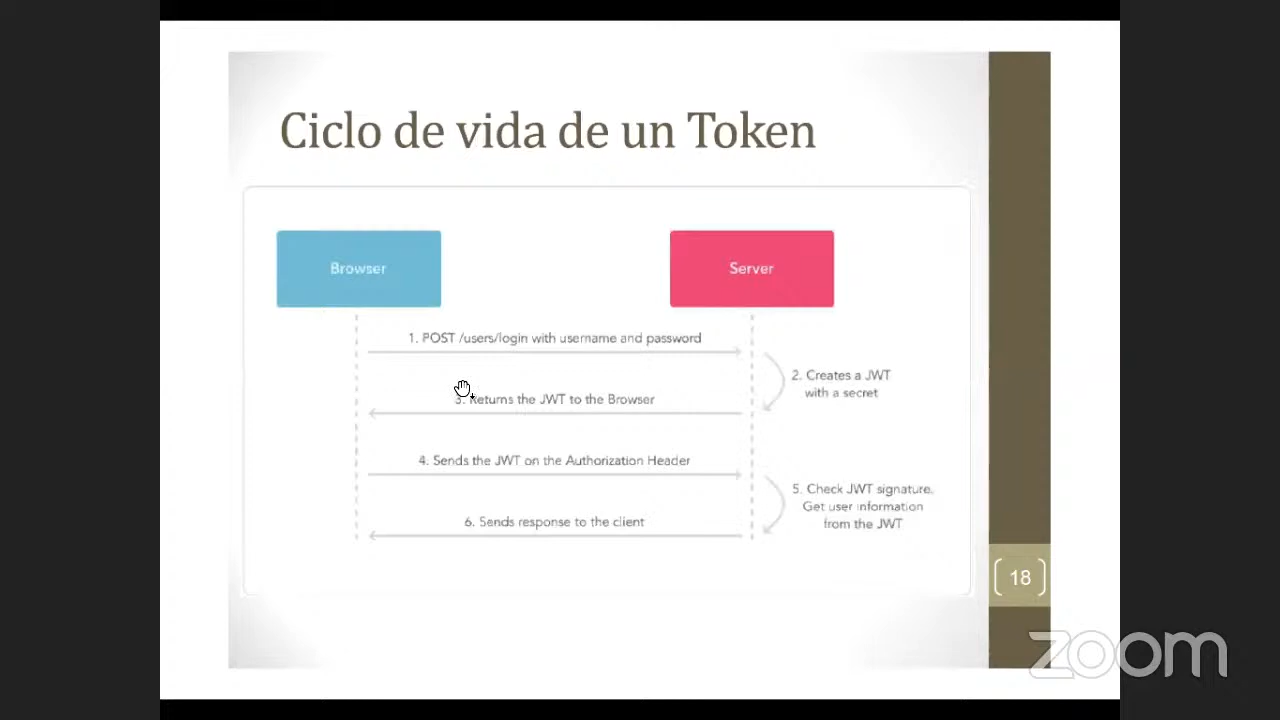 Ciclo de vida de un Token
Browser
Server
1. POST /users/login with username and password
2. Creates a JWT
with a secret
3. Returns the JWT to the Browser
4. Sends the JWT on the Authorization Header
5. Check JWT signature.
Get user information
from the JWT
6. Sends response to the client
18
zoom